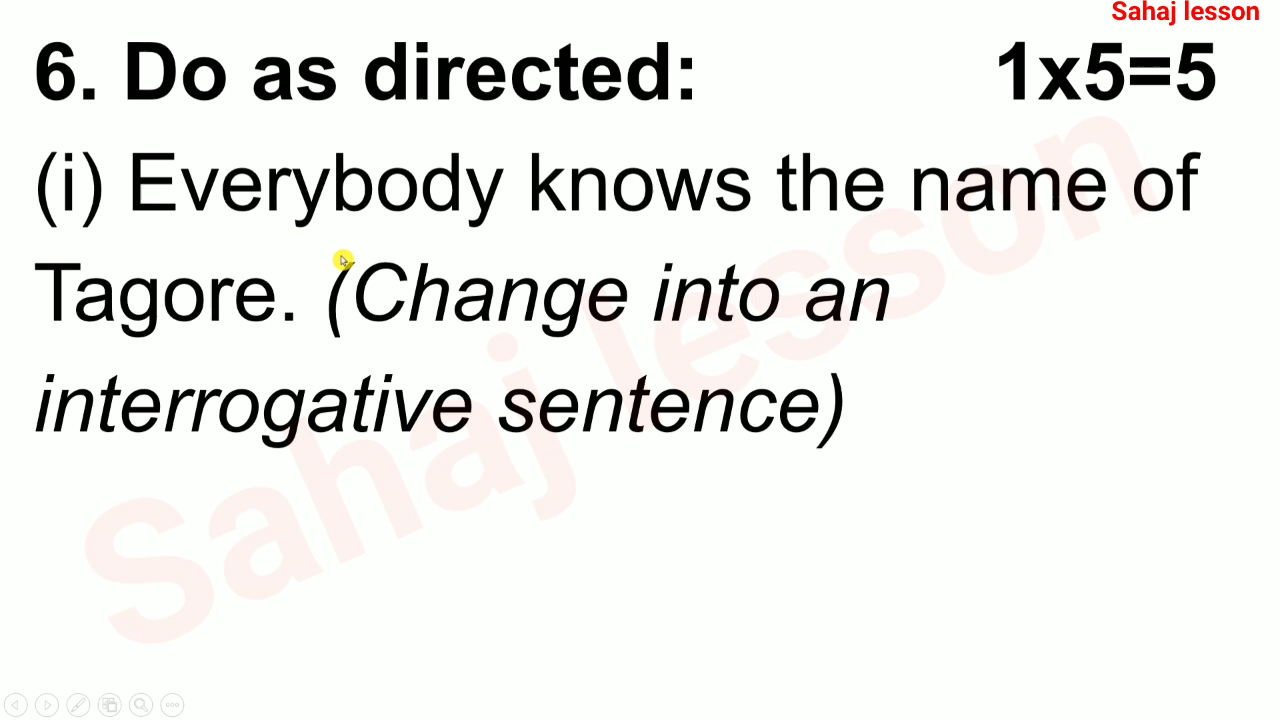 Sahaj lesson
6. Do as directed: 1x5=5
(i) Everybody knows the name of
Tagore. (Change into an
interrogative sentence)
Sahaj lesson